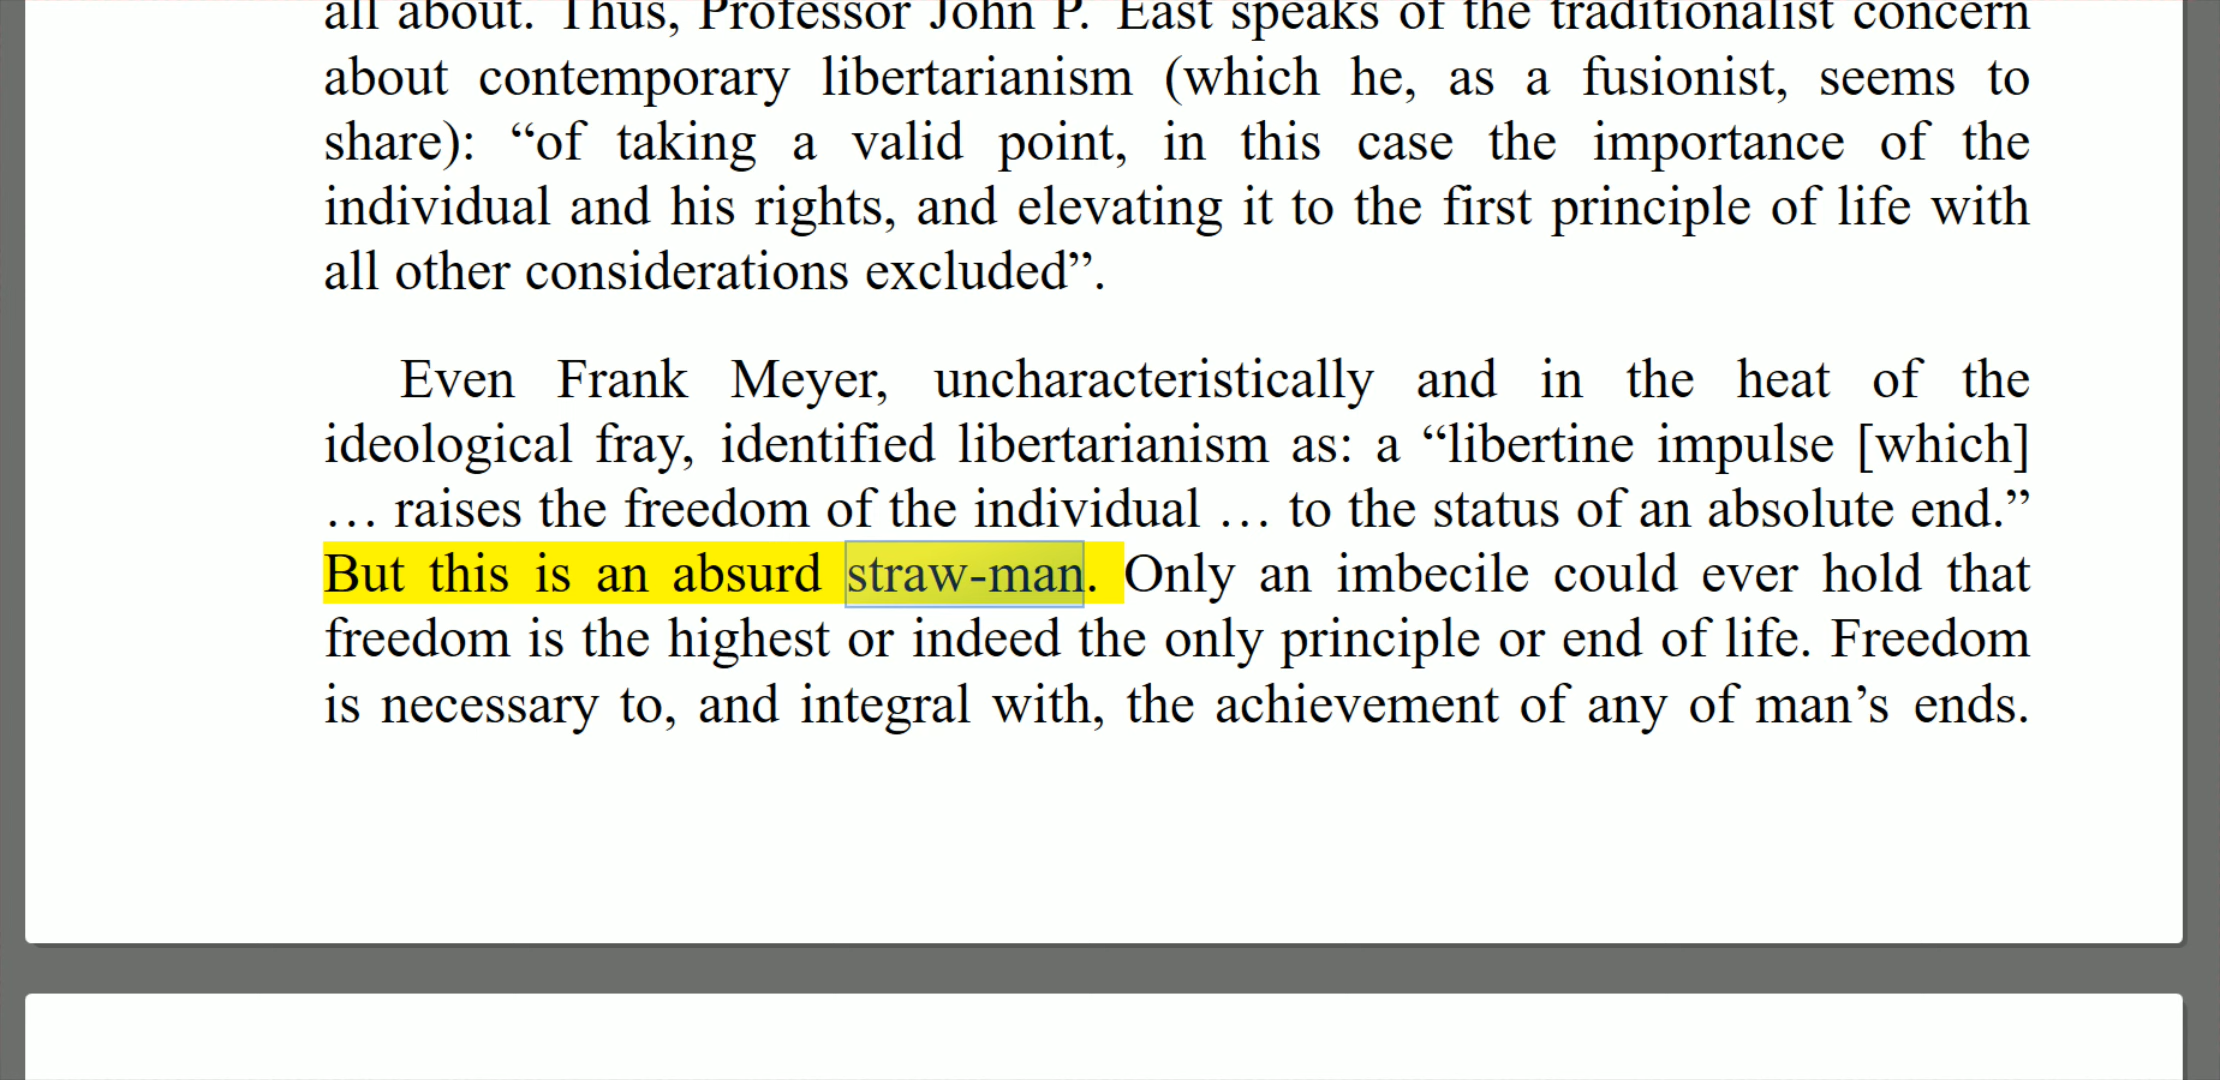 all about. Thus, Professor John P. East speaks of the traditionalist concern
about contemporary libertarianism (which he, as a fusionist, seems to
share): “of taking a valid point, in this case the importance of the
individual and his rights, and elevating it to the first principle of life with
all other considerations excluded”.
Even Frank Meyer, uncharacteristically and in the heat of the
ideological fray, identified libertarianism as: a “libertine impulse [which]
… raises the freedom of the individual … to the status of an absolute end.”
But this is an absurd straw-man. Only an imbecile could ever hold that
freedom is the highest or indeed the only principle or end of life. Freedom
is necessary to, and integral with, the achievement of any of man’s ends.